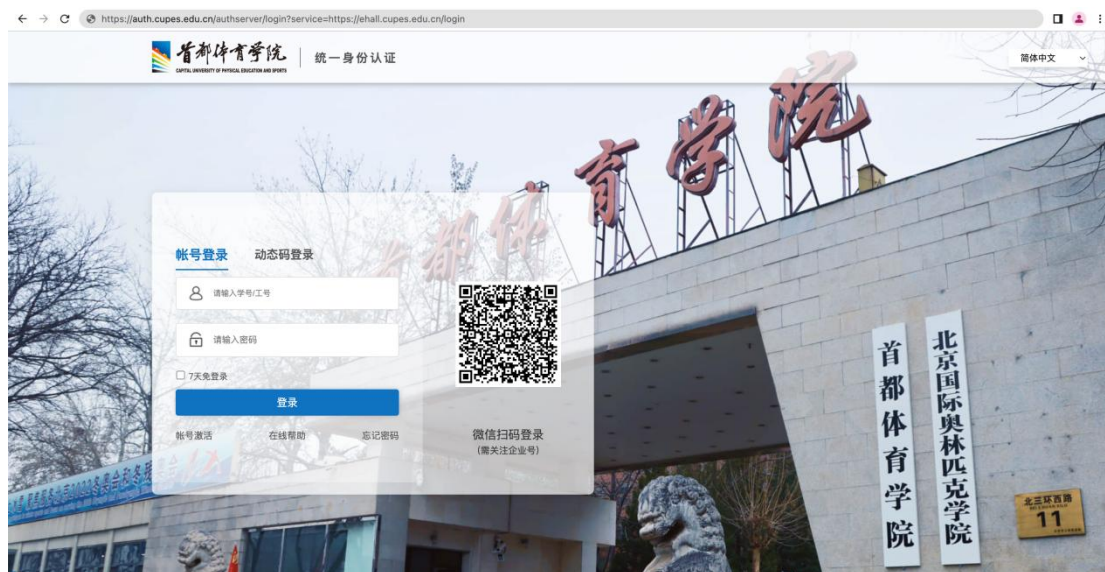 https://auth.cupes.edu.cn/authserver/login?service=https://ehall.cupes.edu.cn/login
首都体育学院
CAPITAL UNIVERSITY OF PHYSICAL EDUCATION AND SPORTS
统一身份认证
简体中文
首都体育学院
帐号登录
动态码登录
请输入学号/工号
请输入密码
7天免登录
登录
帐号激活
在线帮助
忘记密码
微信扫码登录
(需关注企业号)
首都体育学院
北京国际奥林匹克学院
北三环西路
11